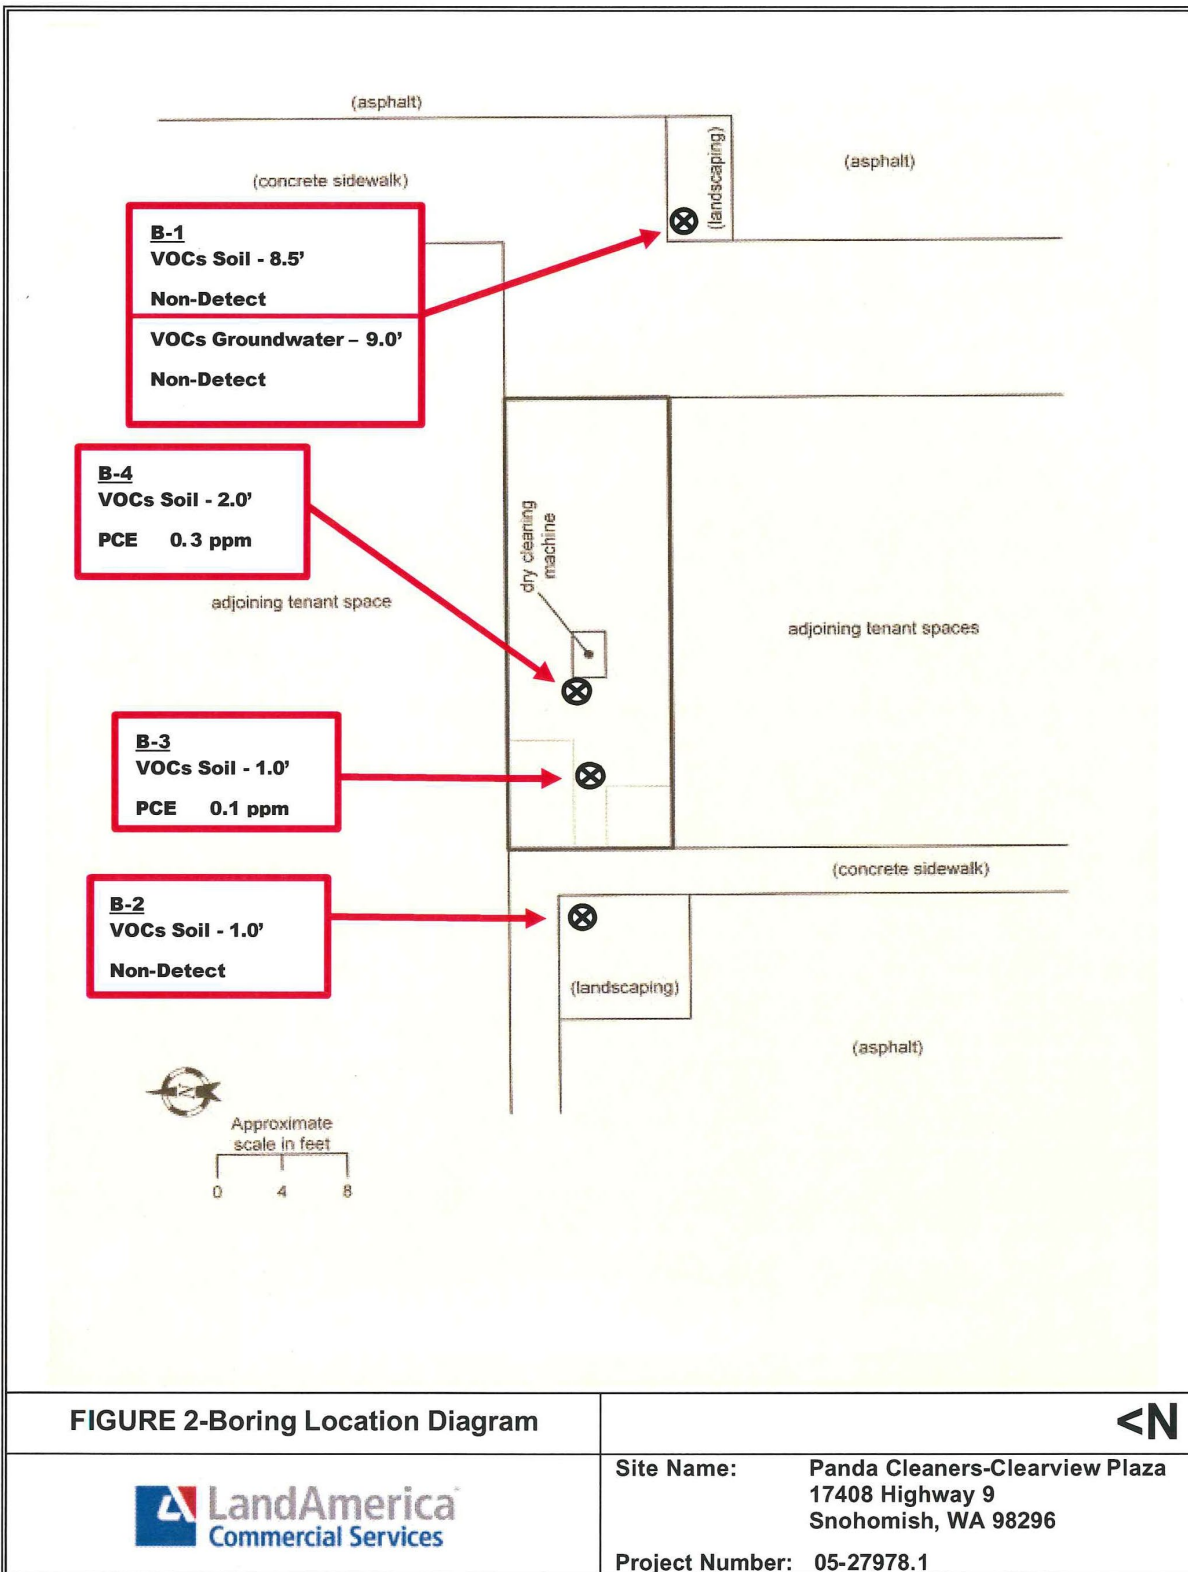 (asphalt)
(landscaping)
(asphalt)
(concrete sidewalk)
B-1
VOCs Soil - 8.5'
Non-Detect
VOCs Groundwater – 9.0'
Non-Detect
B-4
VOCs Soil - 2.0'
PCE 0.3 ppm
dry cleaning
machine
adjoining tenant space
adjoining tenant spaces
B-3
VOCs Soil - 1.0'
PCE 0.1 ppm
(concrete sidewalk)
B-2
VOCs Soil - 1.0'
Non-Detect
(landscaping)
(asphalt)
N
Approximate
scale in feet
0 4 8
FIGURE 2-Boring Location Diagram
<N
LandAmerica
Commercial Services
Site Name: Panda Cleaners-Clearview Plaza
17408 Highway 9
Snohomish, WA 98296
Project Number: 05-27978.1